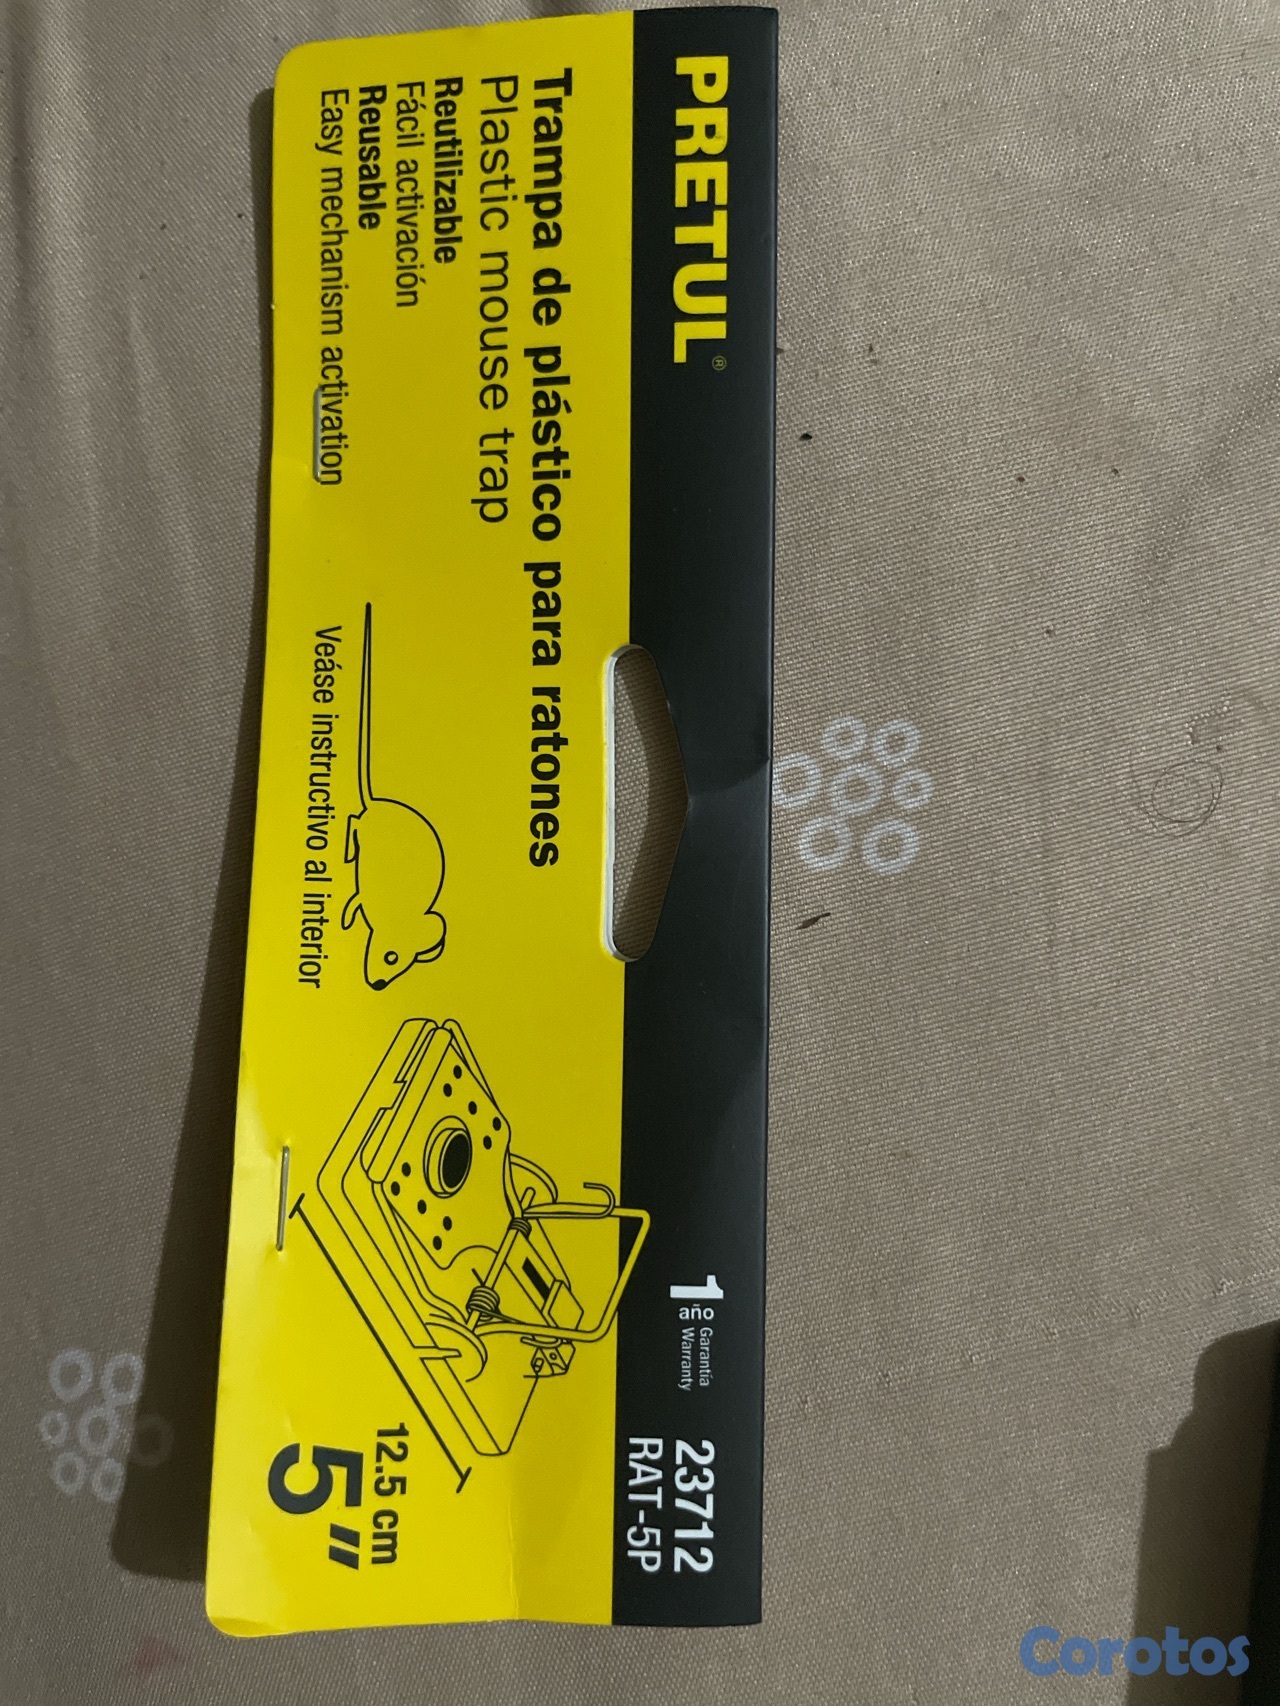 PRETUL®
1
año
Garantía
Warranty
23712
RAT-5P
Trampa de plástico para ratones
Plastic mouse trap
Reutilizable
Fácil activación
Reusable
Easy mechanism activation
Veáse instructivo al interior
12.5 cm
5"
Corotos